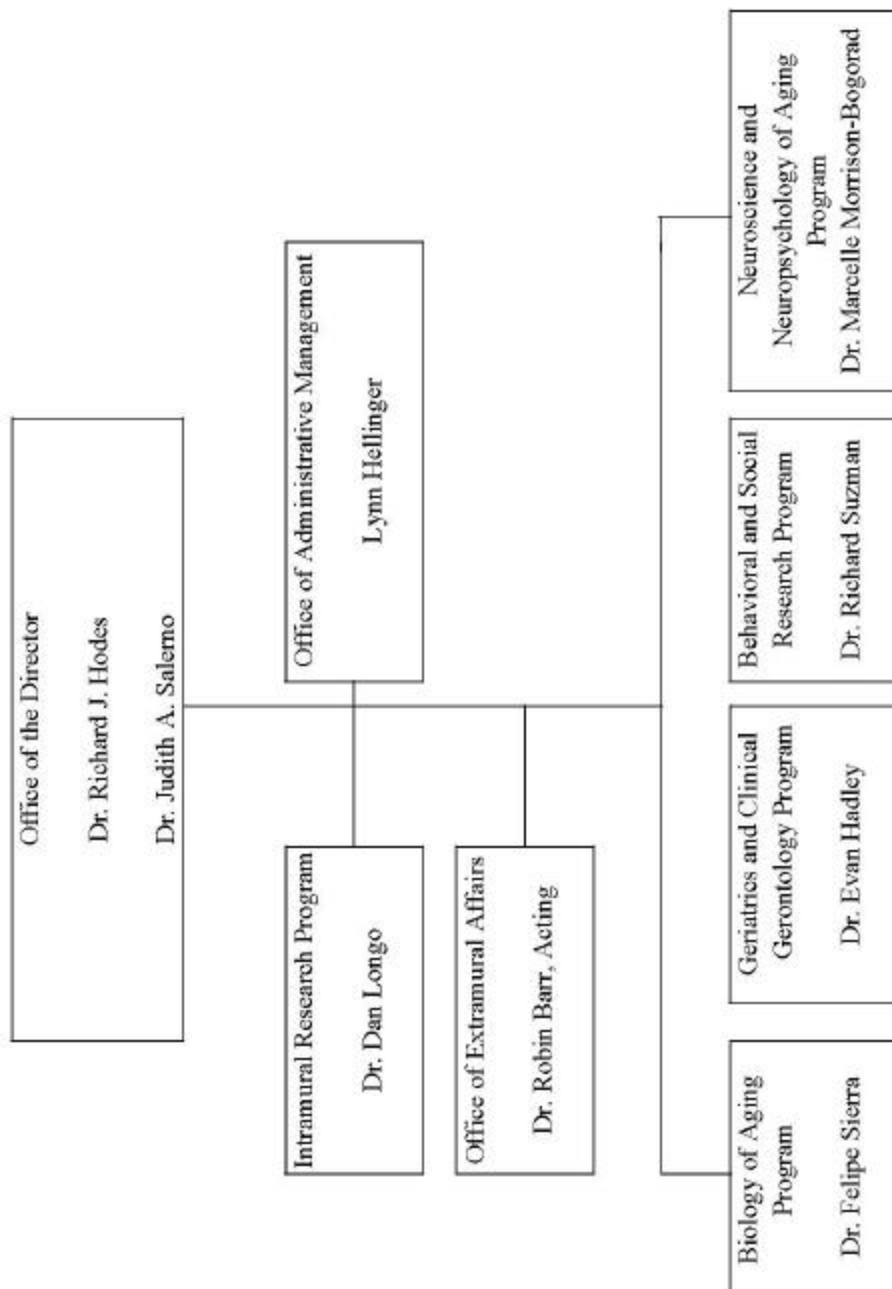 Office of the Director
Dr. Richard J. Hodes
Dr. Judith A. Salerno
Intramural Research Program
Dr. Dan Longo
Office of Administrative Management
Lynn Hellinger
Office of Extramural Affairs
Dr. Robin Barr, Acting
Biology of Aging
Program
Dr. Felipe Sierra
Geriatrics and Clinical
Gerontology Program
Dr. Evan Hadley
Behavioral and Social
Research Program
Dr. Richard Suzman
Neuroscience and
Neuropsychology of Aging
Program
Dr. Marcelle Morrison-Bogorad